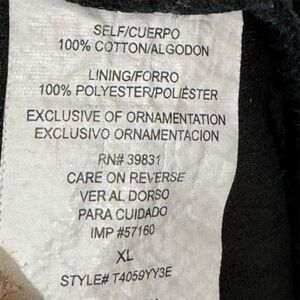 SELF/CUERPO
100% COTTON/ALGODON
LINING/FORRO
100% POLYESTER/POLIÉSTER
EXCLUSIVE OF ORNAMENTATION
EXCLUSIVO ORNAMENTACION
RN# 39831
CARE ON REVERSE
VER AL DORSO
PARA CUIDADO
IMP #57160
XL
STYLE# T4059YY3E